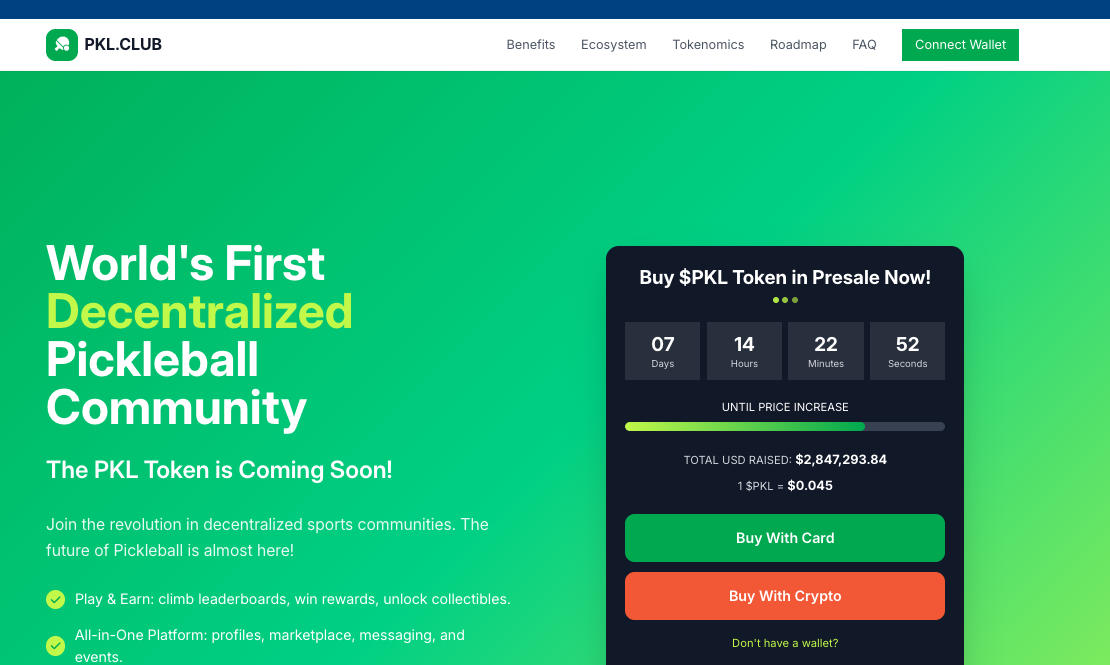 PKL.CLUB
Benefits
Ecosystem
Tokenomics
Roadmap
FAQ
Connect Wallet
World's First
Decentralized
Pickleball
Community
The PKL Token is Coming Soon!
Join the revolution in decentralized sports communities. The
future of Pickleball is almost here!
Play & Earn: climb leaderboards, win rewards, unlock collectibles.
All-in-One Platform: profiles, marketplace, messaging, and
events.
Buy $PKL Token in Presale Now!
07
Days
14
Hours
22
Minutes
52
Seconds
UNTIL PRICE INCREASE
TOTAL USD RAISED: $2,847,293.84
1 $PKL = $0.045
Buy With Card
Buy With Crypto
Don't have a wallet?